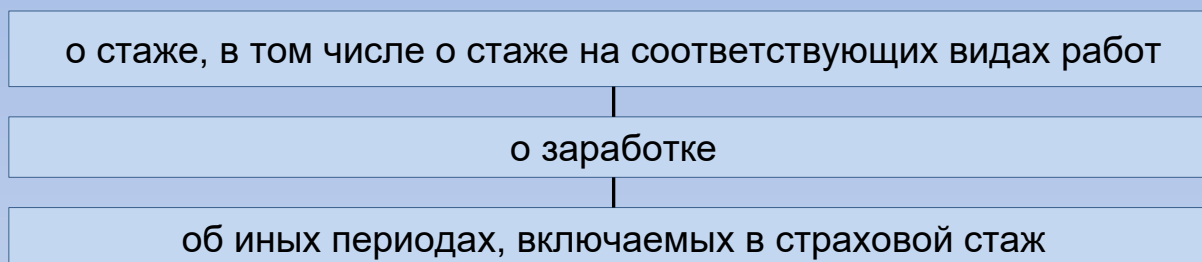 о стаже, в том числе о стаже на соответствующих видах работ
о заработке
об иных периодах, включаемых в страховой стаж